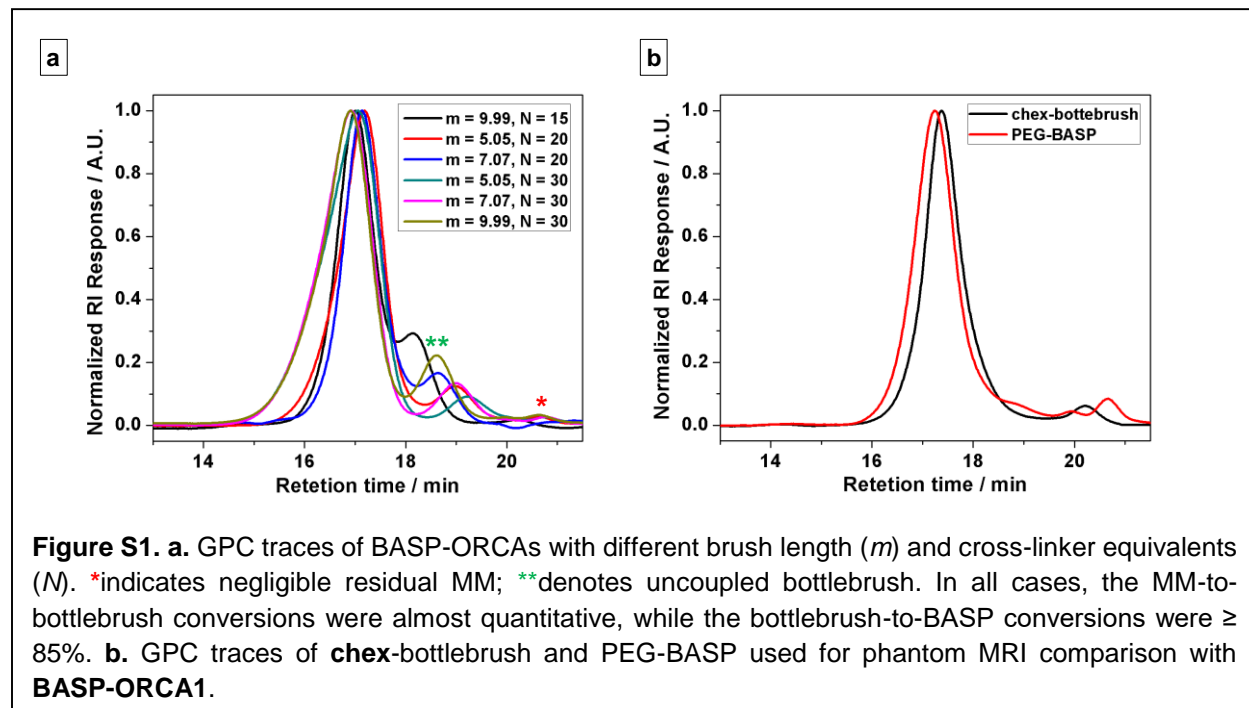 a
Normalized RI Response / A.U.
1.0
0.8
0.6
0.4
0.2
0.0
m = 9.99, N = 15
m = 5.05, N = 20
m = 7.07, N = 20
m = 5.05, N = 30
m = 7.07, N = 30
m = 9.99, N = 30
**
*
14 16 18 20
Retetion time / min
b
Normalized RI Response / A.U.
1.0
0.8
0.6
0.4
0.2
0.0
chex-bottebrush
PEG-BASP
14 16 18 20
Retetion time / min
Figure S1. a. GPC traces of BASP-ORCAs with different brush length (m) and cross-linker equivalents
(N). *indicates negligible residual MM; **denotes uncoupled bottlebrush. In all cases, the MM-to-
bottlebrush conversions were almost quantitative, while the bottlebrush-to-BASP conversions were ≥
85%. b. GPC traces of chex-bottlebrush and PEG-BASP used for phantom MRI comparison with
BASP-ORCA1.